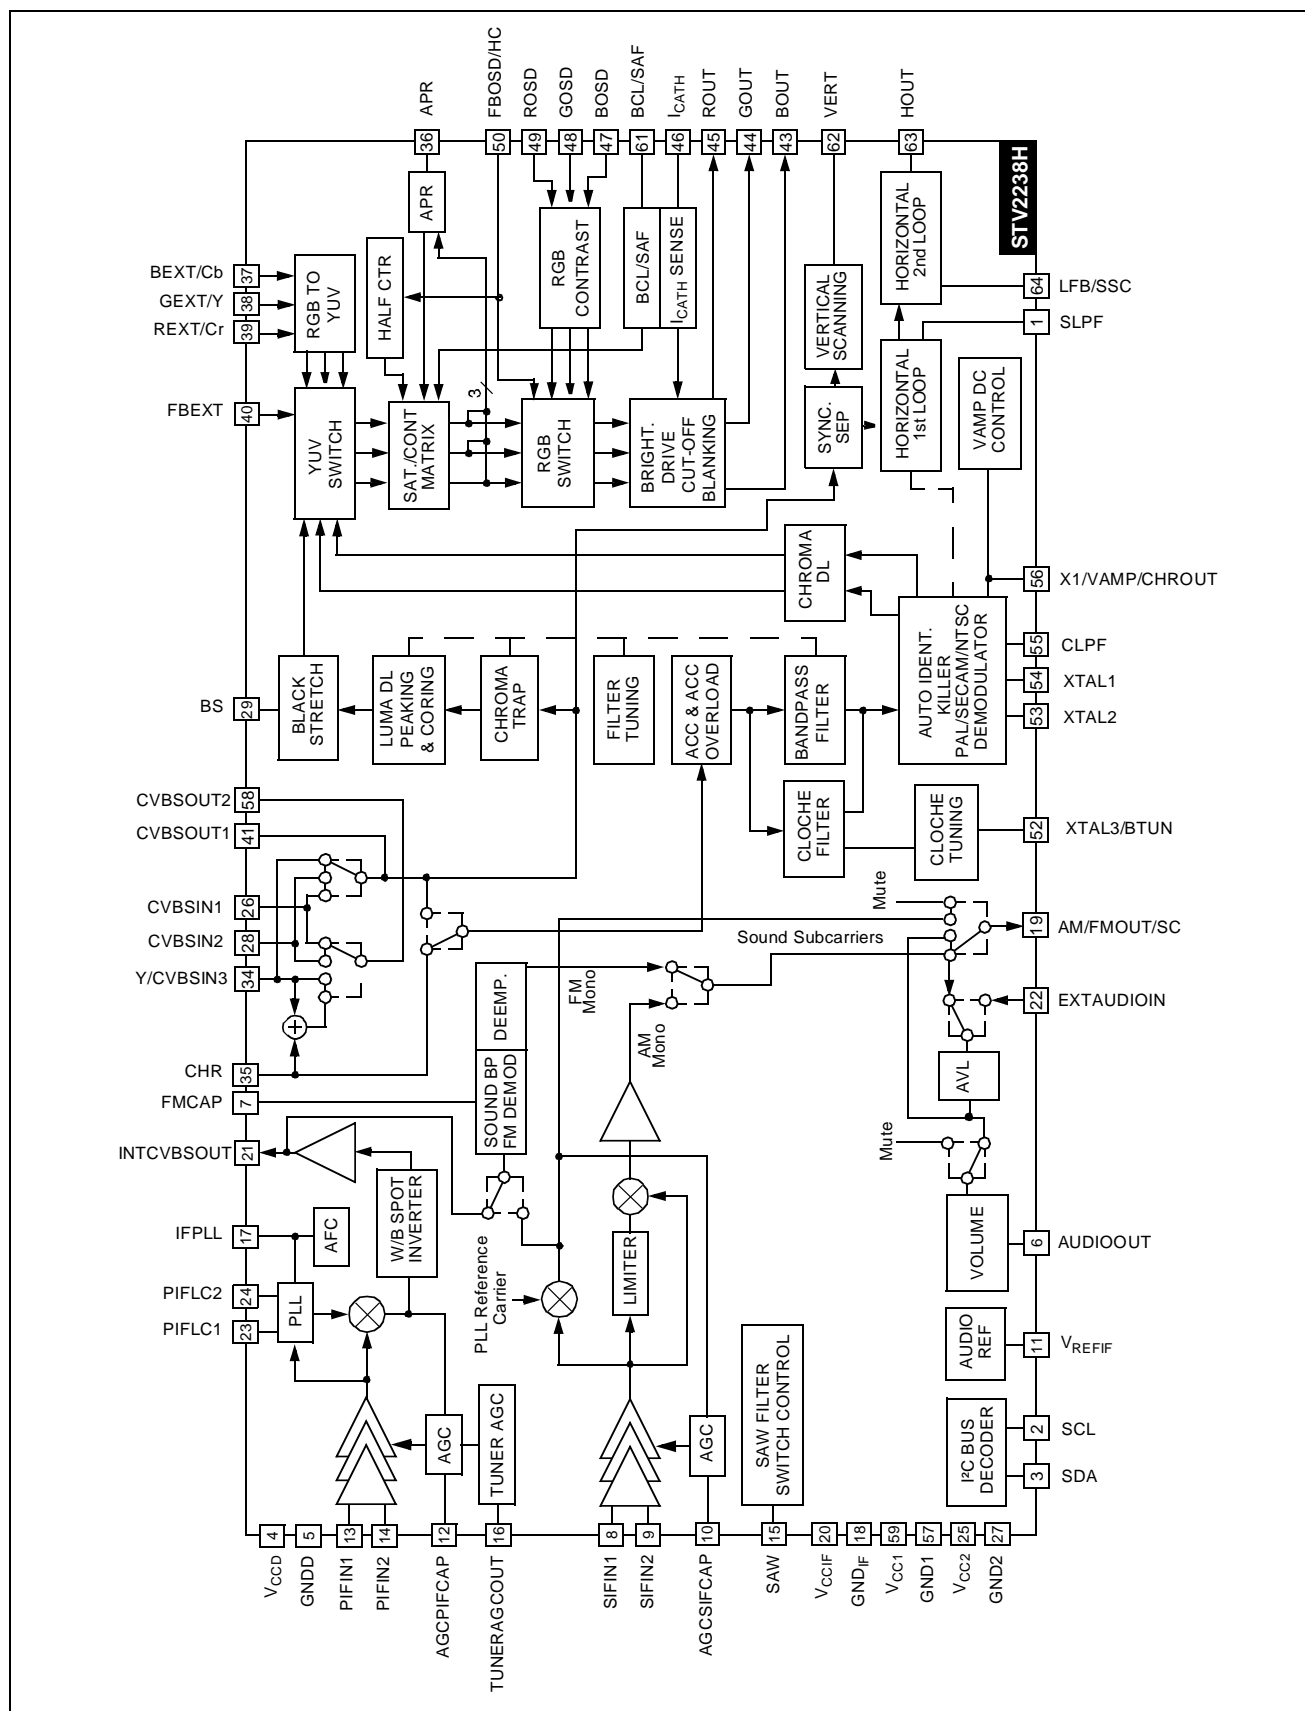 APR
FBOSD/HC
ROSD
GOSD
BOSD
BCL/SAF
ICATH
ROUT
GOUT
BOUT
VERT
HOUT
36
50
49
48
47
61
46
45
44
43
62
63
STV2238H
BEXT/Cb
37
GEXT/Y
38
REXT/Cr
39
FBEXT
40
RGB TO
YUV
HALF CTR
APR
RGB
CONTRAST
BCL/SAF
ICATH SENSE
VERTICAL
SCANNING
HORIZONTAL
2nd LOOP
64
LFB/SSC
1
SLPF
YUV
SWITCH
SAT./CONT
MATRIX
3
RGB
SWITCH
BRIGHT.
DRIVE
CUT-OFF
BLANKING
SYNC.
SEP
HORIZONTAL
1st LOOP
VAMP DC
CONTROL
CHROMA
DL
56
X1/VAMP/CHROUT
BS
29
BLACK
STRETCH
LUMA DL
PEAKING
& CORING
CHROMA
TRAP
FILTER
TUNING
ACC & ACC
OVERLOAD
BANDPASS
FILTER
AUTO IDENT.
KILLER
PAL/SECAM/NTSC
DEMODULATOR
55
CLPF
54
XTAL1
53
XTAL2
CVBSOUT2
58
CVBSOUT1
41
CLOCHE
FILTER
CLOCHE
TUNING
52
XTAL3/BTUN
CVBSIN1
26
CVBSIN2
28
Y/CVBSIN3
34
CHR
35
FMCAP
7
INTCVBSOUT
21
Mute
Sound Subcarriers
19
AM/FMOUT/SC
22
EXTAUDIOIN
DEEMP.
SOUND BP
FM DEMOD
FM
Mono
AM
Mono
AVL
Mute
IFPLL
17
AFC
W/B SPOT
INVERTER
PIFLC2
24
PIFLC1
23
PLL
PLL Reference
Carrier
LIMITER
VOLUME
6
AUDIOOUT
AUDIO
REF
11
VREFIF
AGC
TUNER AGC
AGC
SAW FILTER
SWITCH CONTROL
I²C BUS
DECODER
2
SCL
3
SDA
4
5
13
14
12
16
8
9
10
15
20
18
59
57
25
27
VCCD
GNDD
PIFIN1
PIFIN2
AGCPIFCAP
TUNERAGCOUT
SIFIN1
SIFIN2
AGCSIFCAP
SAW
VCCIF
GNDIF
VCC1
GND1
VCC2
GND2